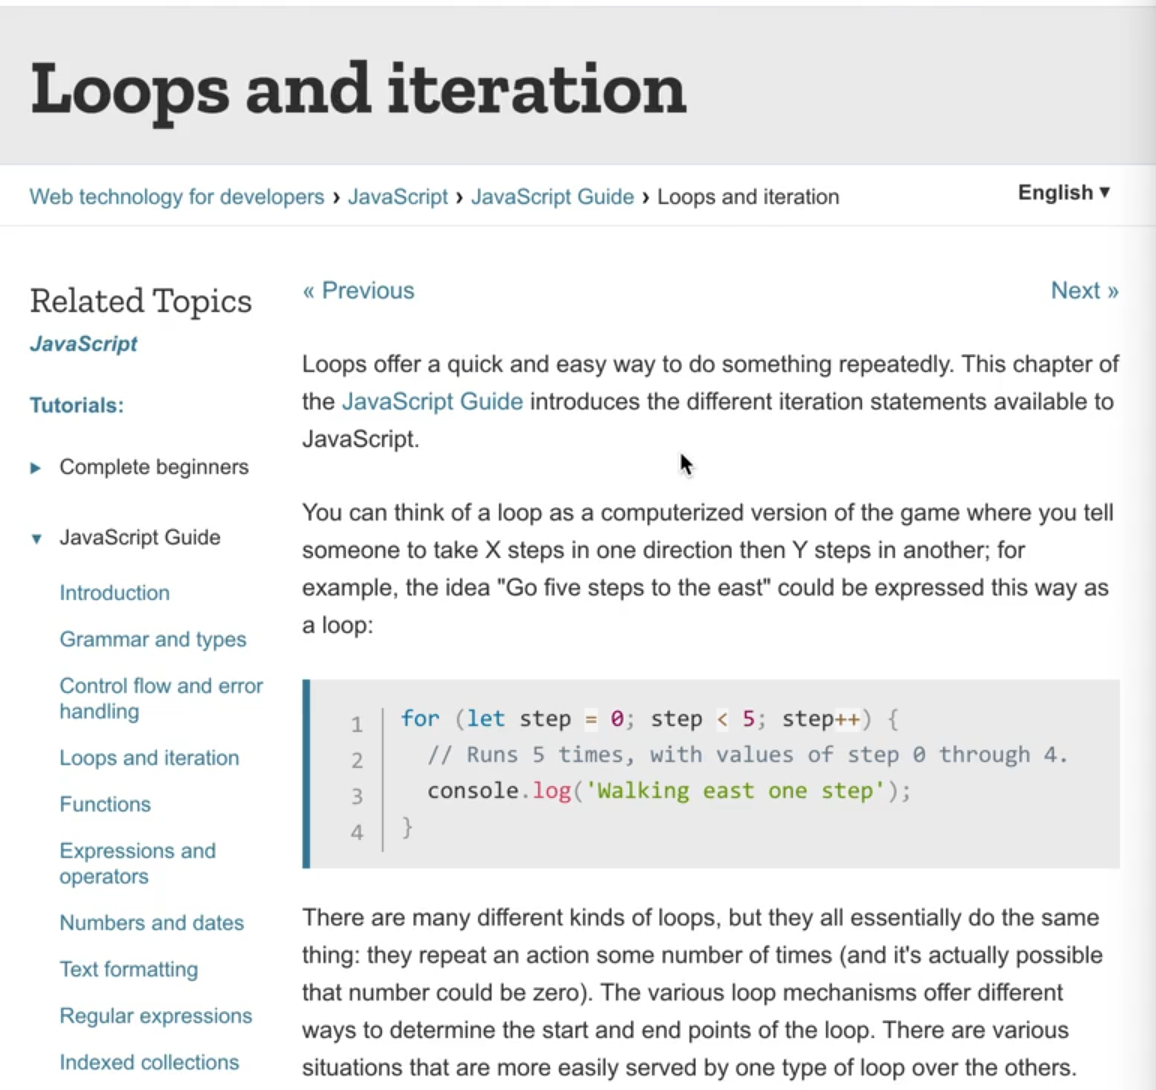 Loops and iteration
Web technology for developers › JavaScript › JavaScript Guide › Loops and iteration
English ▼
Related Topics
JavaScript
Tutorials:
▶ Complete beginners
▼ JavaScript Guide
Introduction
Grammar and types
Control flow and error
handling
Loops and iteration
Functions
Expressions and
operators
Numbers and dates
Text formatting
Regular expressions
Indexed collections
« Previous
Next »
Loops offer a quick and easy way to do something repeatedly. This chapter of
the JavaScript Guide introduces the different iteration statements available to
JavaScript.
You can think of a loop as a computerized version of the game where you tell
someone to take X steps in one direction then Y steps in another; for
example, the idea "Go five steps to the east" could be expressed this way as
a loop:
1 for (let step = 0; step < 5; step++) {
2   // Runs 5 times, with values of step 0 through 4.
3   console.log('Walking east one step');
4 }
There are many different kinds of loops, but they all essentially do the same
thing: they repeat an action some number of times (and it's actually possible
that number could be zero). The various loop mechanisms offer different
ways to determine the start and end points of the loop. There are various
situations that are more easily served by one type of loop over the others.